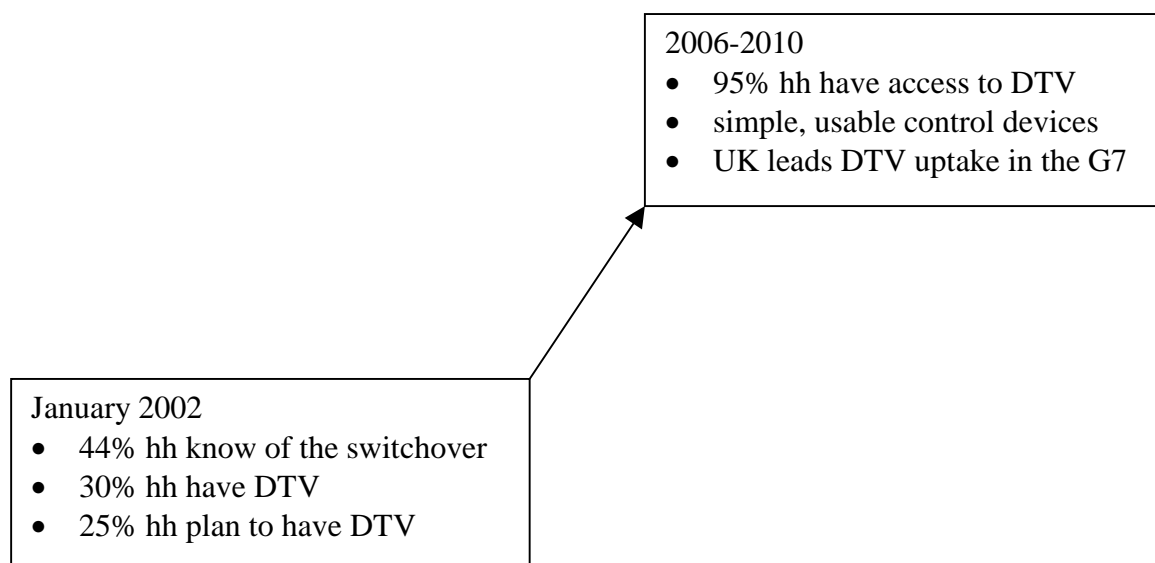 2006-2010
• 95% hh have access to DTV
• simple, usable control devices
• UK leads DTV uptake in the G7
January 2002
• 44% hh know of the switchover
• 30% hh have DTV
• 25% hh plan to have DTV